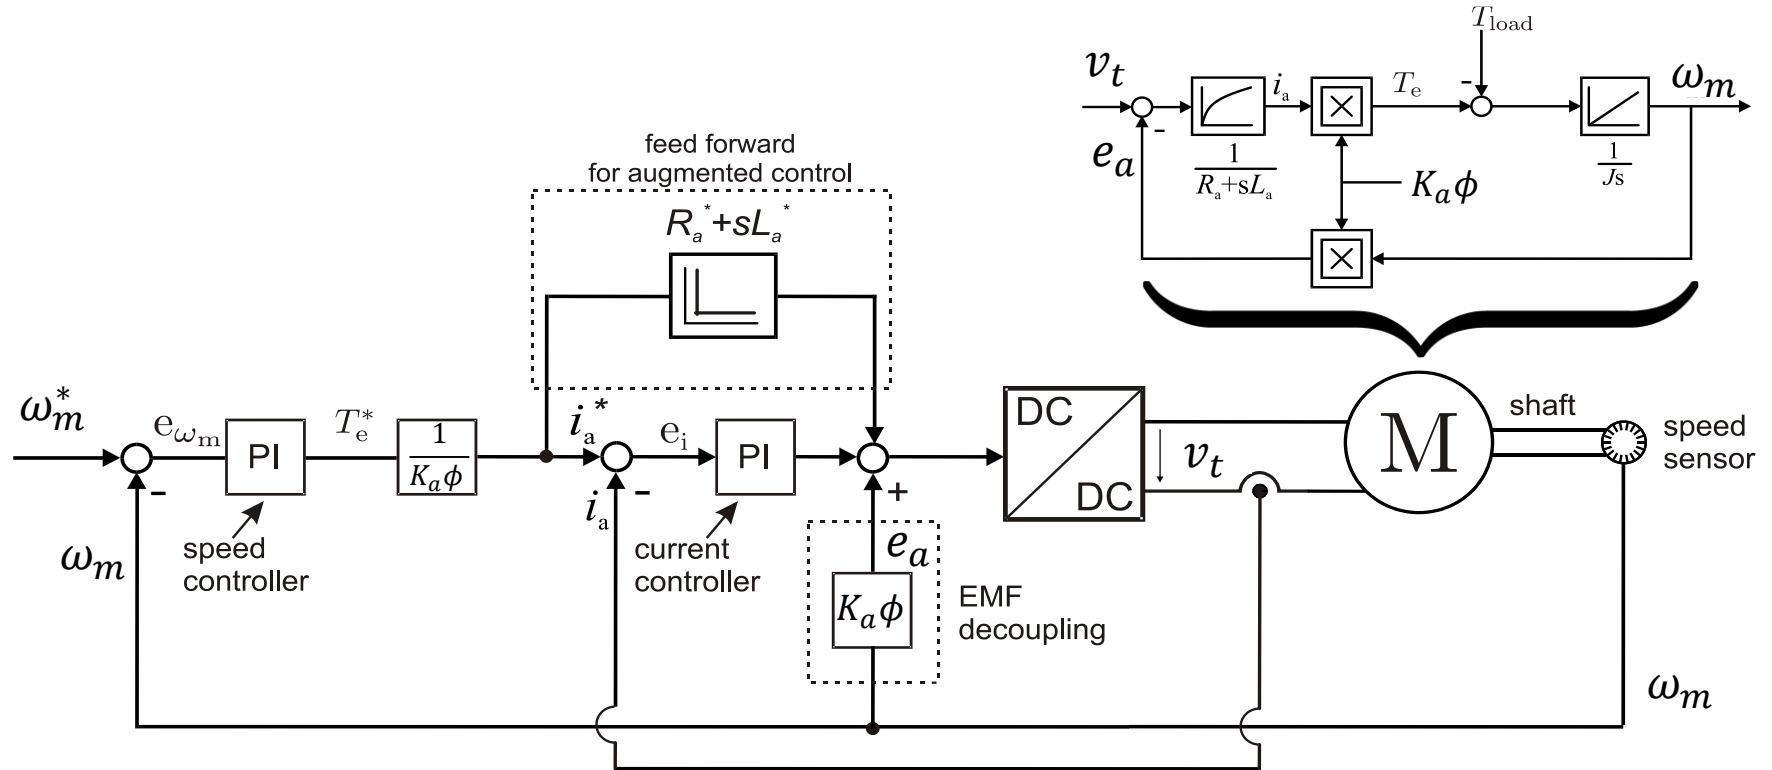 T_load
v_t
-
i_a
T_e
-
ω_m
e_a
-
1/(R_a+sL_a)
K_aϕ
1/(Js)
feed forward
for augmented control
R_a^*+sL_a^*
ω_m^*
e_ω_m
PI
T_e^*
1/(K_aϕ)
i_a^*
e_i
PI
DC
DC
v_t
M
shaft
speed
sensor
-
ω_m
speed
controller
i_a
-
current
controller
+
e_a
K_aϕ
EMF
decoupling
ω_m